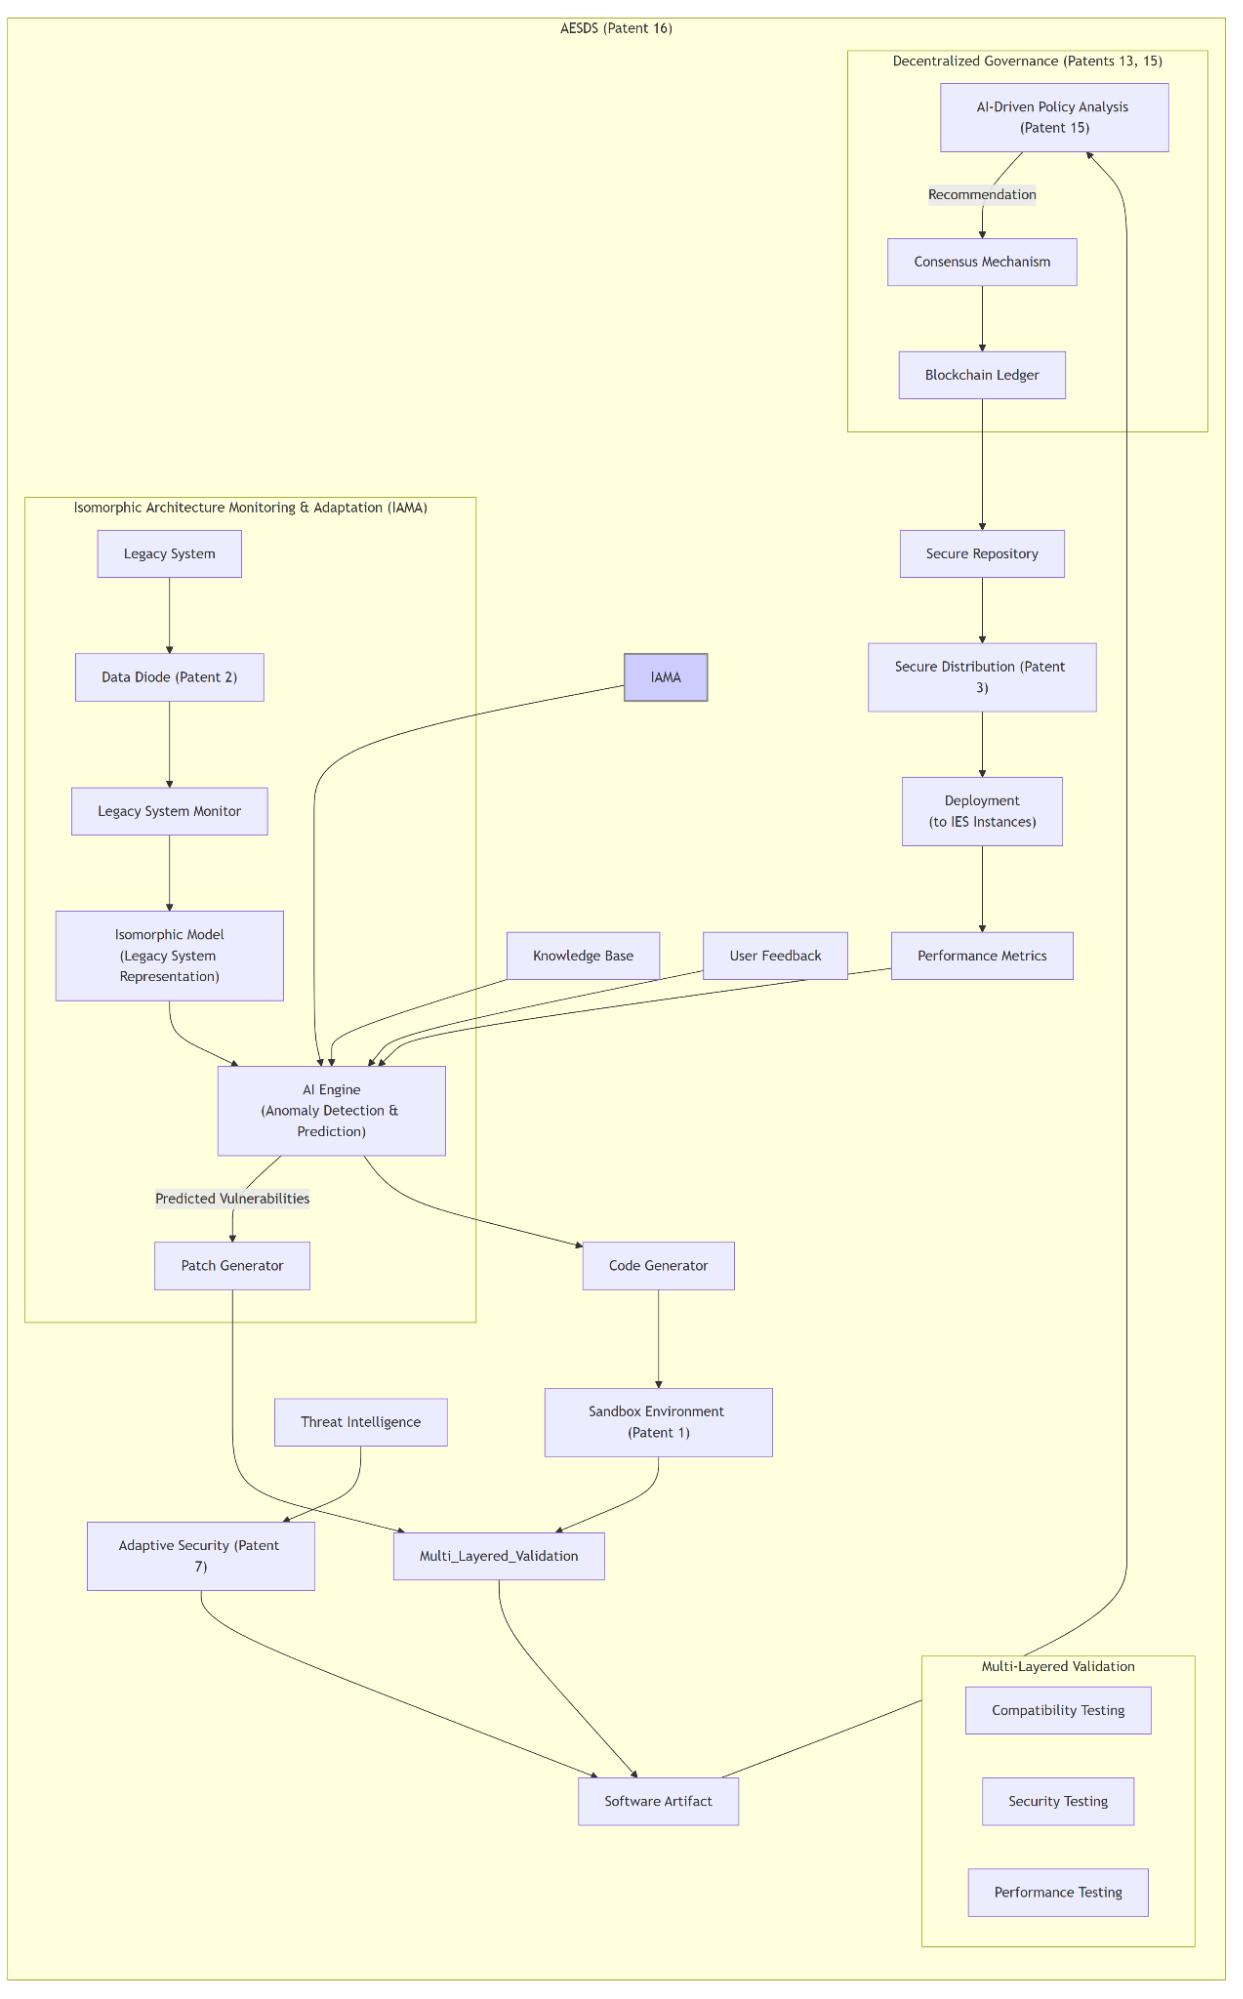 AESDS (Patent 16)
Decentralized Governance (Patents 13, 15)
AI-Driven Policy Analysis
(Patent 15)
Recommendation
Consensus Mechanism
Blockchain Ledger
Isomorphic Architecture Monitoring & Adaptation (IAMA)
Legacy System
Secure Repository
Data Diode (Patent 2)
IAMA
Secure Distribution (Patent
3)
Legacy System Monitor
Deployment
(to IES Instances)
Isomorphic Model
(Legacy System
Representation)
Knowledge Base
User Feedback
Performance Metrics
AI Engine
(Anomaly Detection &
Prediction)
Predicted Vulnerabilities
Patch Generator
Code Generator
Threat Intelligence
Sandbox Environment
(Patent 1)
Adaptive Security (Patent
7)
Multi_Layered_Validation
Multi-Layered Validation
Compatibility Testing
Software Artifact
Security Testing
Performance Testing